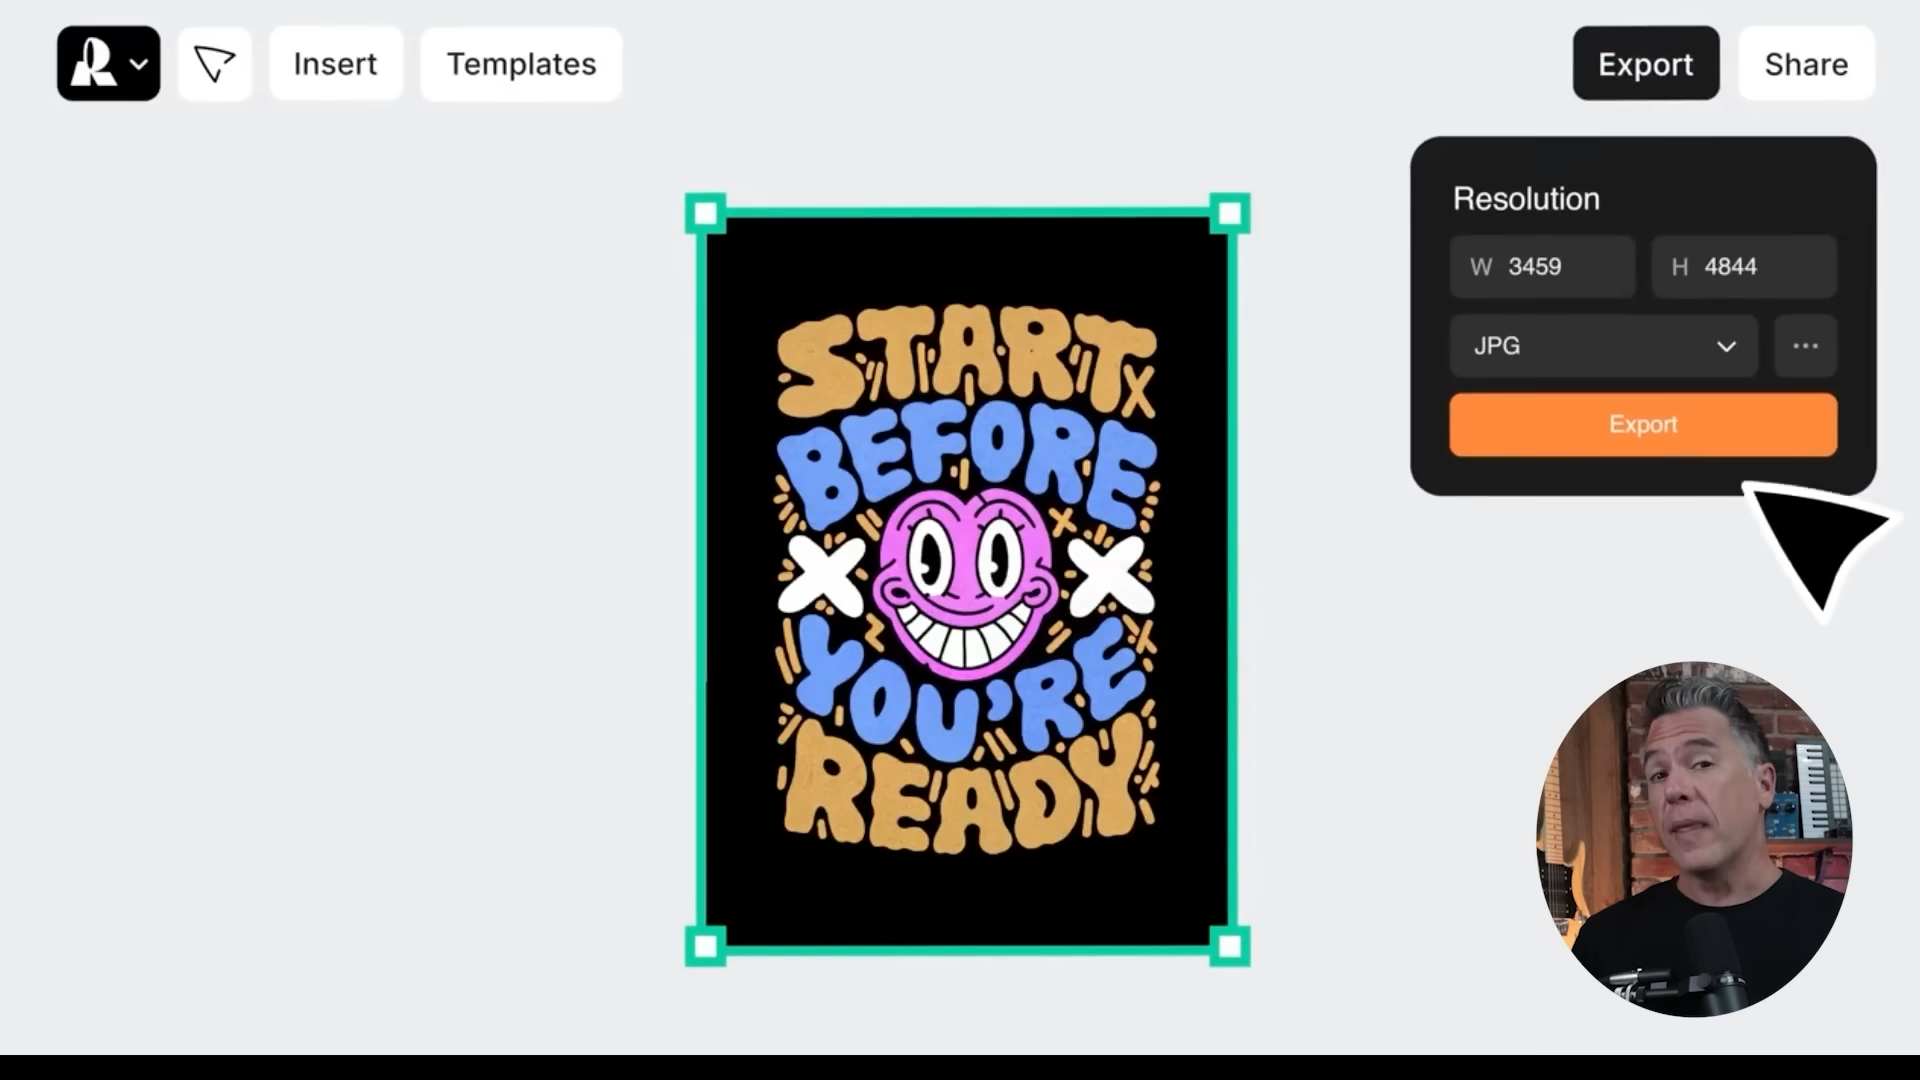 Insert
Templates
Export
Share
Resolution
W 3459
H 4844
JPG
Export
START
BEFORE
YOU'RE
READY